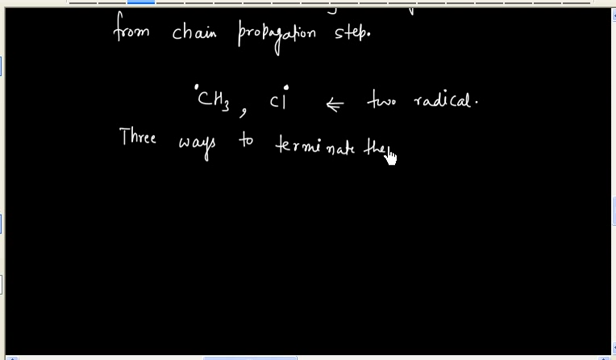 from chain propagation step.
•CH3, Cl• ⇐ two radical.
Three ways to terminate the